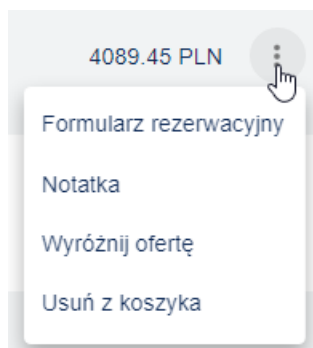 4089.45 PLN
Formularz rezerwacyjny
Notatka
Wyróżnij ofertę
Usuń z koszyka